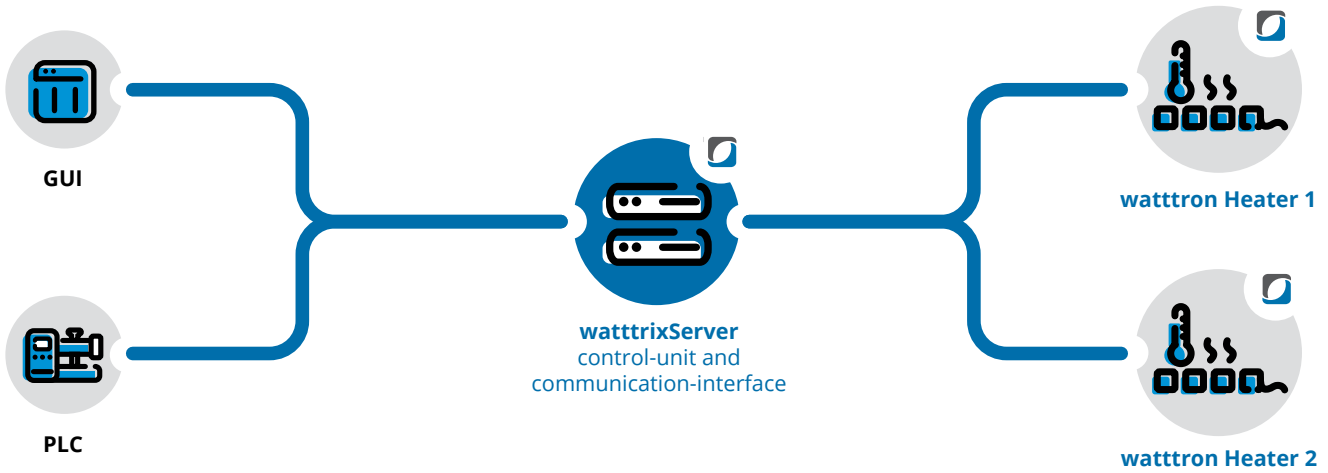 GUI
PLC
watttrixServer
control-unit and
communication-interface
watttron Heater 1
watttron Heater 2